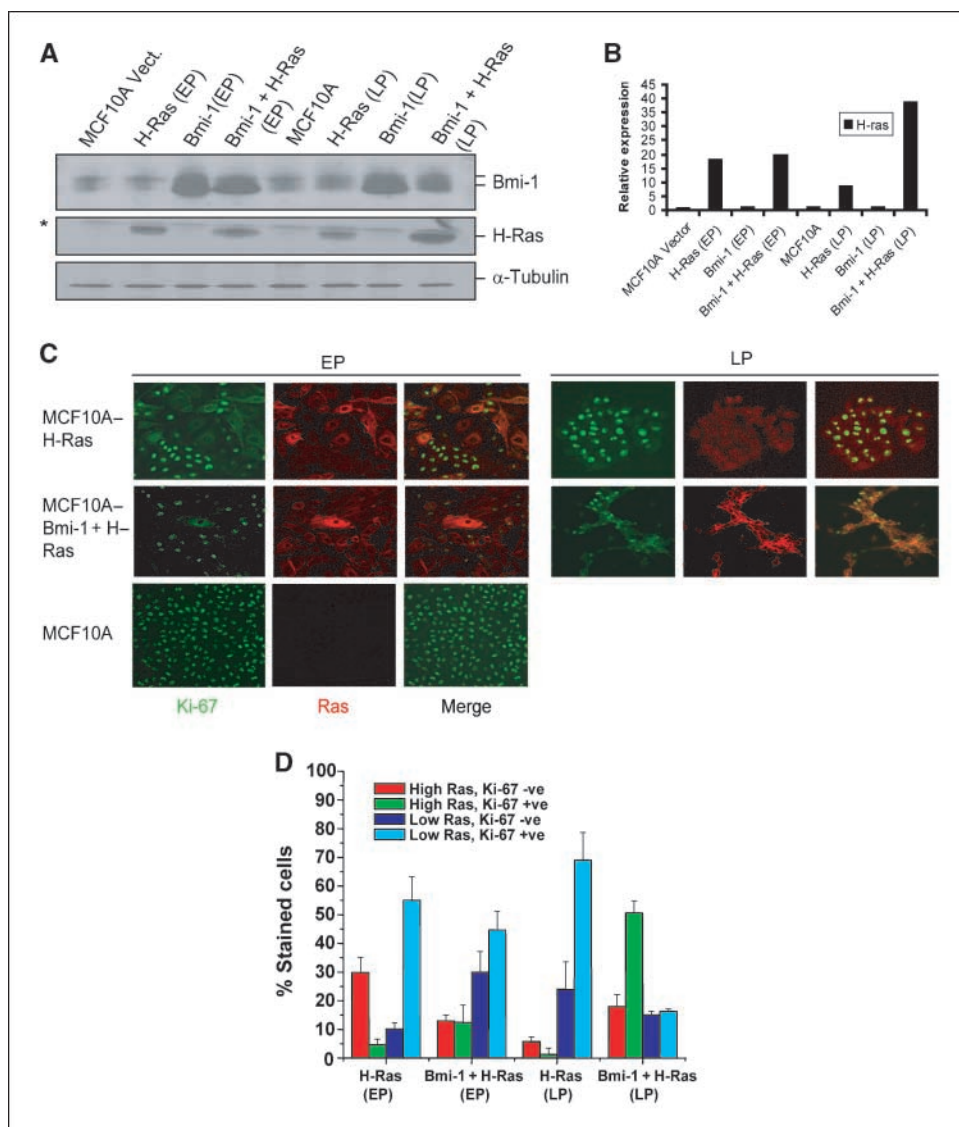 A
MCF10A Vect.
H-Ras (EP)
Bmi-1(EP)
Bmi-1 + H-Ras
(EP)
MCF10A
H-Ras (LP)
Bmi-1(LP)
Bmi-1 + H-Ras
(LP)
Bmi-1
*
H-Ras
α-Tubulin
B
Relative expression
45
40
35
30
25
20
15
10
5
0
H-ras
MCF10A Vector
H-Ras (EP)
Bmi-1 (EP)
Bmi-1 + H-Ras (EP)
MCF10A
H-Ras (LP)
Bmi-1 (LP)
Bmi-1 + H-Ras (LP)
C
EP
LP
MCF10A–
H-Ras
MCF10A–
Bmi-1 + H–
Ras
MCF10A
Ki-67
Ras
Merge
D
% Stained cells
100
90
80
70
60
50
40
30
20
10
0
High Ras, Ki-67 -ve
High Ras, Ki-67 +ve
Low Ras, Ki-67 -ve
Low Ras, Ki-67 +ve
H-Ras
(EP)
Bmi-1 + H-Ras
(EP)
H-Ras
(LP)
Bmi-1 + H-Ras
(LP)